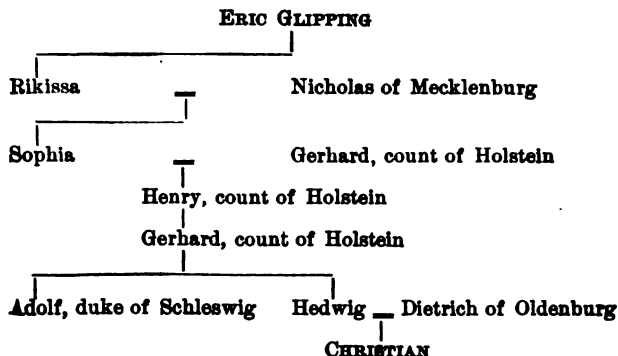 ERIC GLIPPING
Rikissa Nicholas of Mecklenburg
Sophia Gerhard, count of Holstein
Henry, count of Holstein
Gerhard, count of Holstein
Adolf, duke of Schleswig Hedwig Dietrich of Oldenburg
CHRISTIAN